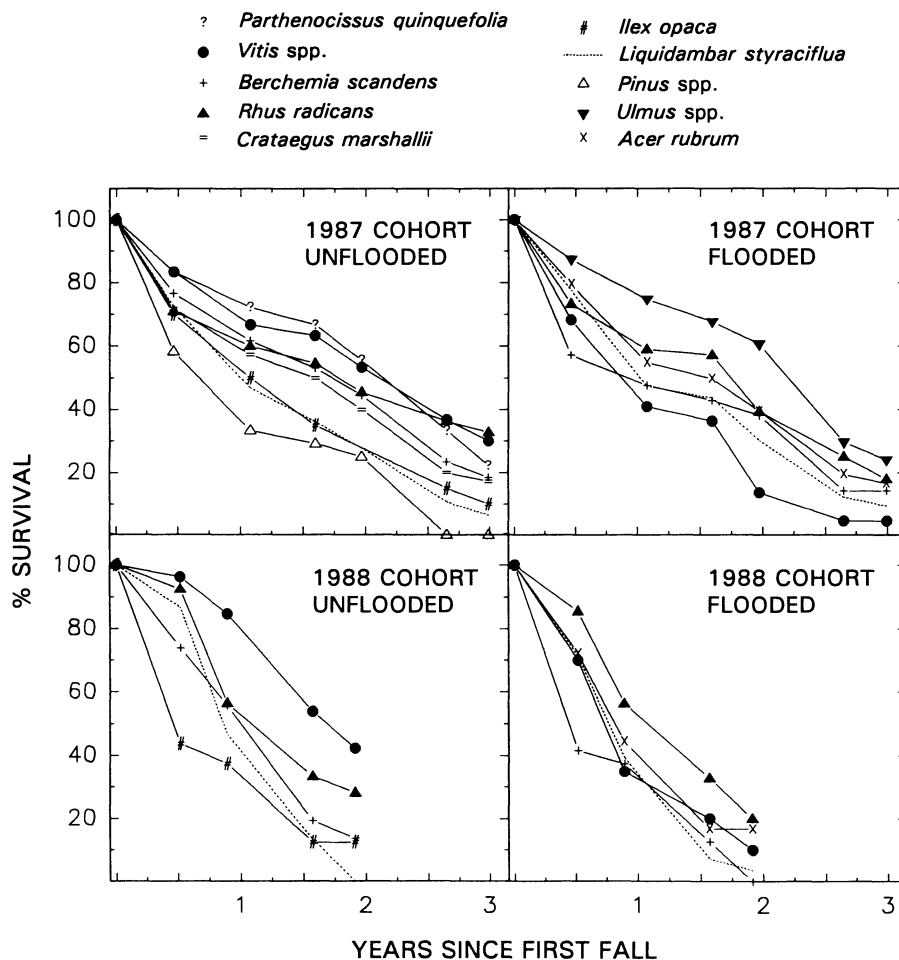 ? Parthenocissus quinquefolia
● Vitis spp.
+ Berchemia scandens
▲ Rhus radicans
= Crataegus marshallii
# Ilex opaca
Liquidambar styraciflua
△ Pinus spp.
▼ Ulmus spp.
x Acer rubrum
1987 COHORT
UNFLOODED
1987 COHORT
FLOODED
100
80
60
40
20
1988 COHORT
UNFLOODED
1988 COHORT
FLOODED
100
80
60
40
20
% SURVIVAL
1 2 3 1 2 3
YEARS SINCE FIRST FALL